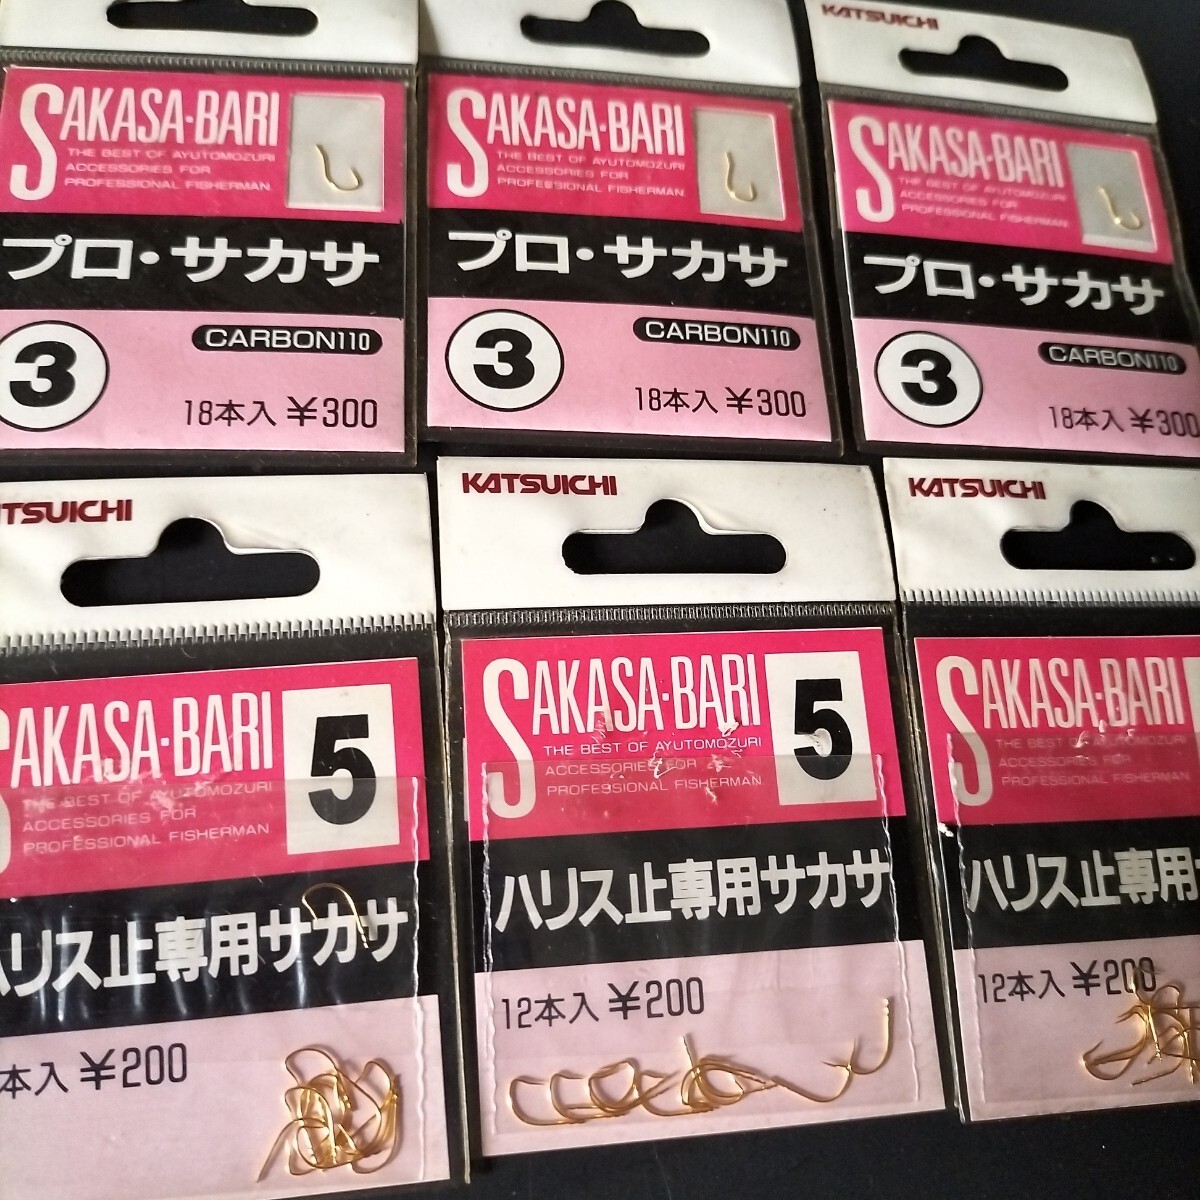 SAKASA・BARI
THE BEST OF AYUTOMOZURI
ACCESSORIES FOR
PROFESSIONAL FISHERMAN
プロ・サカサ
3
CARBON110
18本入 ¥300
SAKASA・BARI
THE BEST OF AYUTOMOZURI
ACCESSORIES FOR
PROFESSIONAL FISHERMAN
プロ・サカサ
3
CARBON110
18本入 ¥300
KATSUICHI
SAKASA・BARI
THE BEST OF AYUTOMOZURI
ACCESSORIES FOR
PROFESSIONAL FISHERMAN
プロ・サカサ
3
CARBON110
18本入 ¥300
TSUICHI
SAKASA・BARI
5
THE BEST OF AYUTOMOZURI
ACCESSORIES FOR
PROFESSIONAL FISHERMAN
ハリス止専用サカサ
本入 ¥200
KATSUICHI
SAKASA・BARI
5
THE BEST OF AYUTOMOZURI
ACCESSORIES FOR
PROFESSIONAL FISHERMAN
ハリス止専用サカサ
12本入 ¥200
KATSUICHI
SAKASA・BARI
THE BEST OF AYUTOMOZURI
ACCESSORIES FOR
PROFESSIONAL FISHERMAN
ハリス止専用
12本入 ¥200